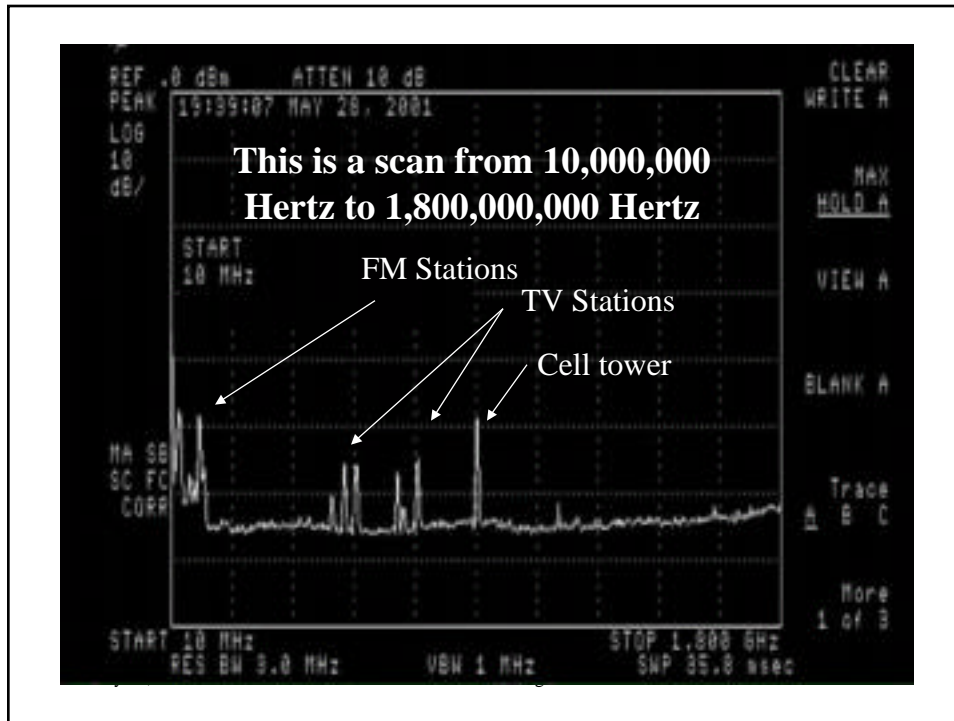 REF .0 dBm ATTEN 10 dB
PEAK
LOG
10
dB/
19:39:07 MAY 28, 2001
This is a scan from 10,000,000
Hertz to 1,800,000,000 Hertz
START
10 MHz
FM Stations
TV Stations
Cell tower
MA SB
SC FC
CORR
START 10 MHz STOP 1.800 GHz
RES BW 3.0 MHz VBW 1 MHz SWP 35.8 msec
CLEAR
WRITE A
MAX
HOLD A
VIEW A
BLANK A
Trace
A B C
More
1 of 3